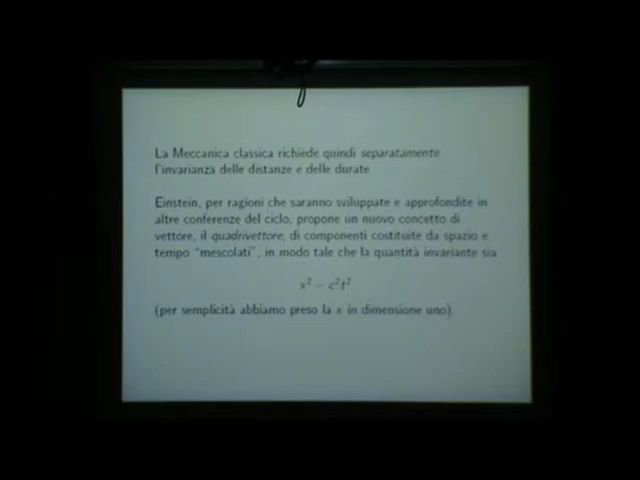 La Meccanica classica richiede quindi separatamente
l'invarianza delle distanze e delle durate
Einstein, per ragioni che saranno sviluppate e approfondite in
altre conferenze del ciclo, propone un nuovo concetto di
vettore, il quadrivettore, di componenti costituite da spazio e
tempo "mescolati", in modo tale che la quantità invariante sia
x² − c²t²
(per semplicità abbiamo preso la x in dimensione uno).